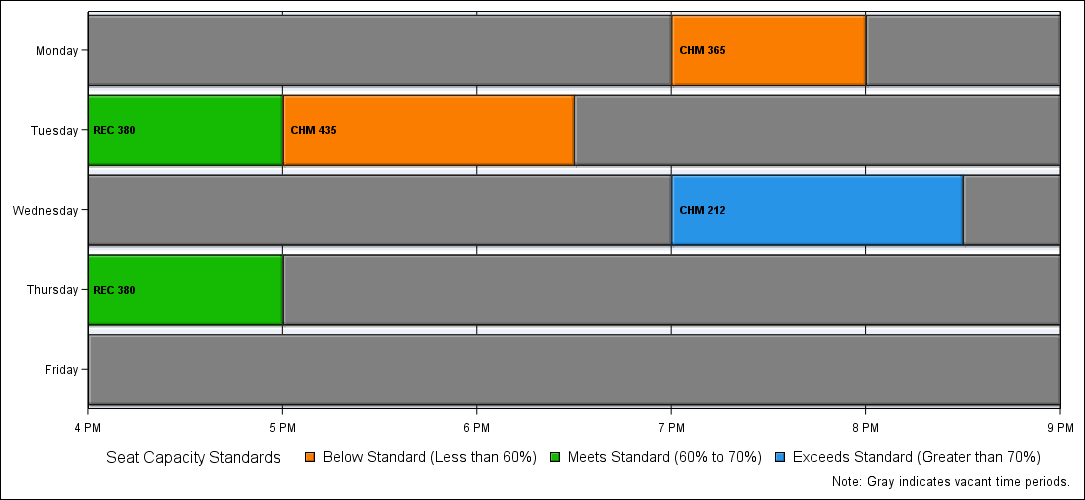 Monday
CHM 365
Tuesday
REC 380
CHM 435
Wednesday
CHM 212
Thursday
REC 380
Friday
4 PM 5 PM 6 PM 7 PM 8 PM 9 PM
Seat Capacity Standards Below Standard (Less than 60%) Meets Standard (60% to 70%) Exceeds Standard (Greater than 70%)
Note: Gray indicates vacant time periods.